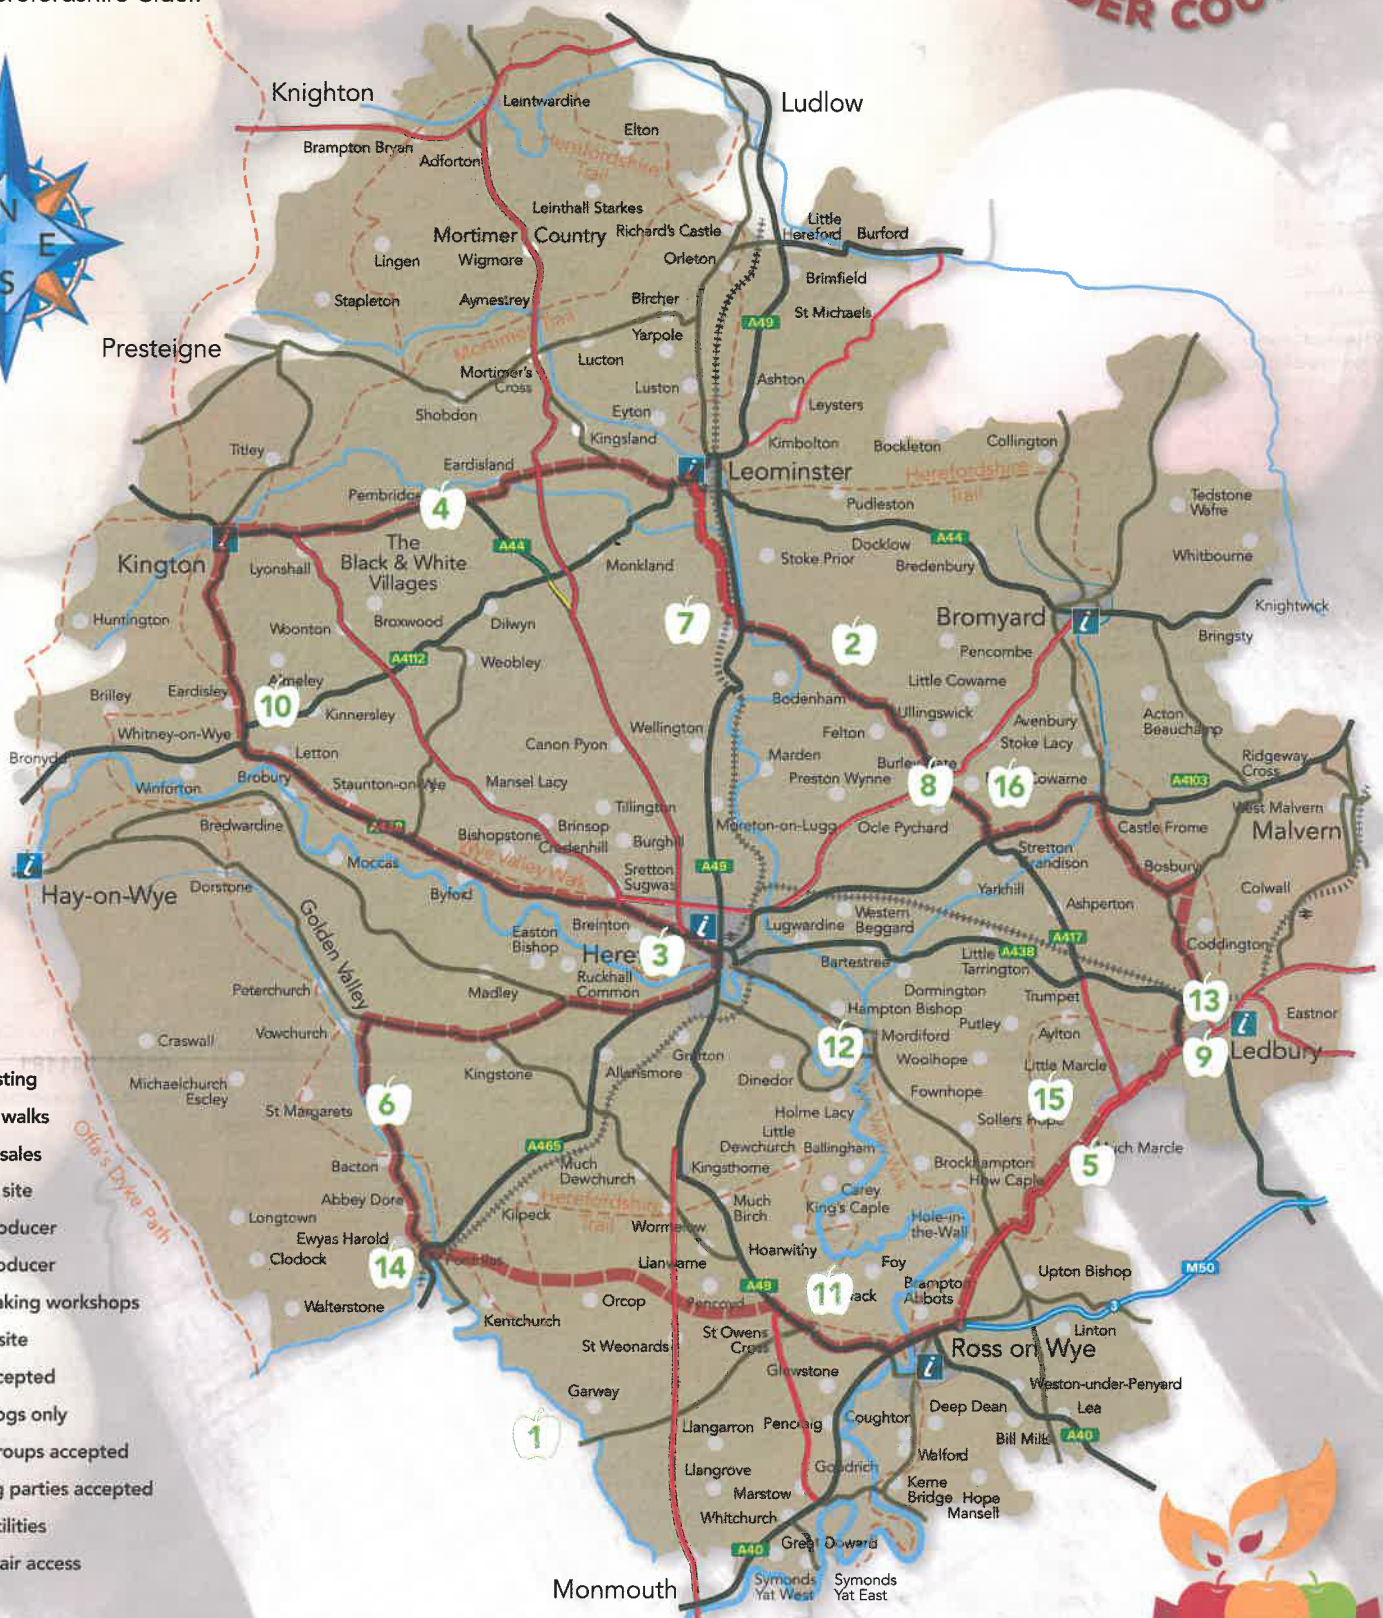 DER COU
N
E
S
Knighton
Ludlow
Leintwardine
Elton
Brampton Bryan
Adforton
Herefordshire
Trail
Leinthall Starkes
Mortimer Country
Richard's Castle
Little
Hereford
Burford
Lingen
Wigmore
Orleton
Brimfield
Stapleton
Aymestrey
Bircher
St Michaels
A49
Mortimer Trail
Yarpole
Presteigne
Lucton
Mortimer's
Cross
Luston
Ashton
Leysters
Shobdon
Eyton
Kingsland
Kimbolton
Bockleton
Collington
Titley
Eardisland
Leominster
Herefordshire
Trail
Pembridge
4
Pudleston
Tedstone
Wafre
Kington
The
Black & White
Villages
A44
Docklow
A44
Lyonshall
Monkland
Stoke Prior
Bredenbury
Whitbourne
Huntington
Woonton
Broxwood
Dilwyn
7
2
Bromyard
Knightwick
Bringsty
A4112
Weobley
Pencombe
Brilley
Eardisley
Almeley
10
Kinnersley
Bodenham
Little Cowarne
Ullingswick
Avenbury
Acton
Beauchamp
Whitney-on-Wye
Wellington
Felton
Stoke Lacy
Bronydd
Letton
Canon Pyon
Marden
Ridgeway
Cross
Winforton
Brobury
Staunton-on-Wye
Mansel Lacy
Preston Wynne
8
16
Cowarne
A4103
Bredwardine
Tillington
West Malvern
Malvern
Bishopstone
Brinsop
Credenhill
Burghill
Moreton-on-Lugg
Ocle Pychard
Castle Frome
Moccas
Wye Valley Walk
Stretton
Grandison
Bosbury
Hay-on-Wye
Dorstone
Byford
Sretton
Sugwas
A49
Yarkhill
Ashperton
Colwall
Golden Valley
Easton
Bishop
Breinton
Lugwardine
Western
Beggard
Here
3
Bartestree
Little
Tarrington
A438
A417
Coddington
Peterchurch
Madley
Ruckhall
Common
Dormington
Trumpet
13
Hampton Bishop
Eastnor
Craswall
Vowchurch
12
Mordiford
Putley
Aylton
9
Ledbury
Grafton
Woolhope
Michaelchurch
Escley
Kingstone
Allensmore
Dinedor
Little Marcle
St Margarets
6
Fownhope
15
Holme Lacy
Sollers Hope
A465
Little
Dewchurch
Ballingham
5
uch Marcle
Offa's Dyke Path
Bacton
Much
Dewchurch
Kingsthorne
Brockhampton
How Caple
Abbey Dore
Herefordshire
Trail
Much
Birch
Carey
King's Caple
Longtown
Kilpeck
Wormelow
Hole-in-
the-Wall
Ewyas Harold
Hoarwithy
Clodock
14
Llanwarne
Foy
Upton Bishop
M50
A49
11
Brampton
Abbots
Walterstone
Orcop
Pencoyd
3
Kentchurch
Linton
St Weonards
St Owens
Cross
Ross on Wye
Glewstone
Weston-under-Penyard
Garway
Lea
1
Llangarron
Coughton
Deep Dean
Bill Mills
A40
Walford
Llangrove
Goodrich
Marstow
Kerne
Bridge
Hope
Mansell
Whitchurch
A40
Great Doward
Monmouth
Symonds
Yat West
Symonds
Yat East
sting
walks
sales
site
oducer
oducer
aking workshops
site
cepted
ogs only
roups accepted
g parties accepted
cilities
air access